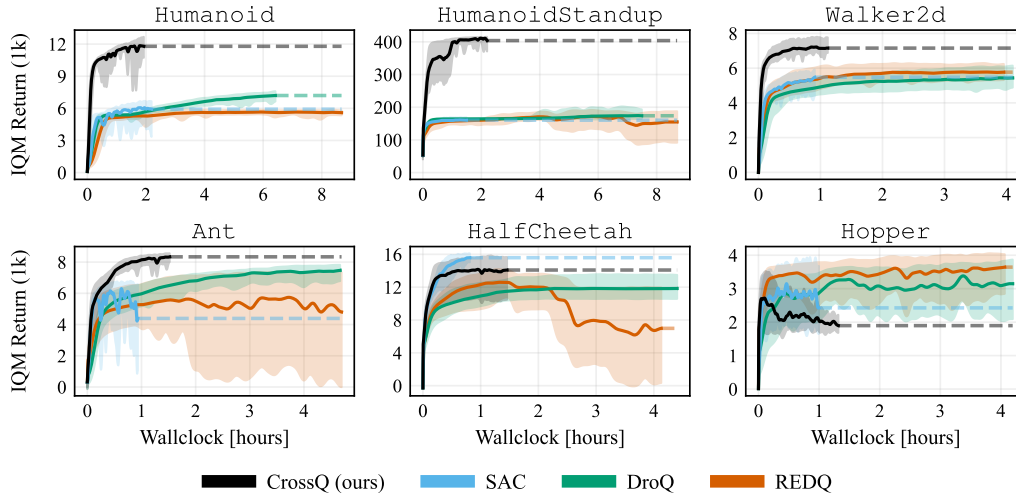 Humanoid
HumanoidStandup
Walker2d
IQM Return (1k)
12
9
6
3
0
0 2 4 6 8
400
300
200
100
0
0 2 4 6 8
8
6
4
2
0
0 1 2 3 4
Ant
HalfCheetah
Hopper
IQM Return (1k)
8
6
4
2
0
0 1 2 3 4
16
12
8
4
0
0 1 2 3 4
4
3
2
1
0
0 1 2 3 4
Wallclock [hours]
Wallclock [hours]
Wallclock [hours]
CrossQ (ours) SAC DroQ REDQ